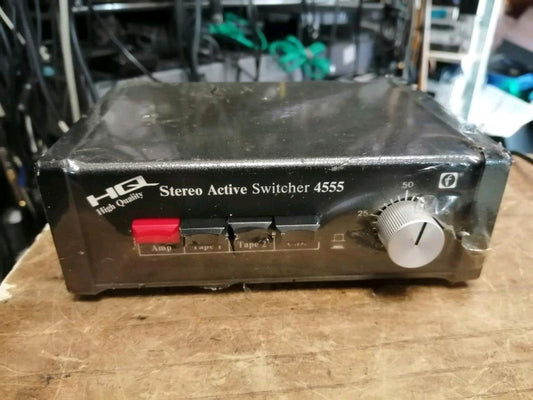 HQ
High Quality
Stereo Active Switcher 4555
50
25
Amp
Tape 1
Tape 2